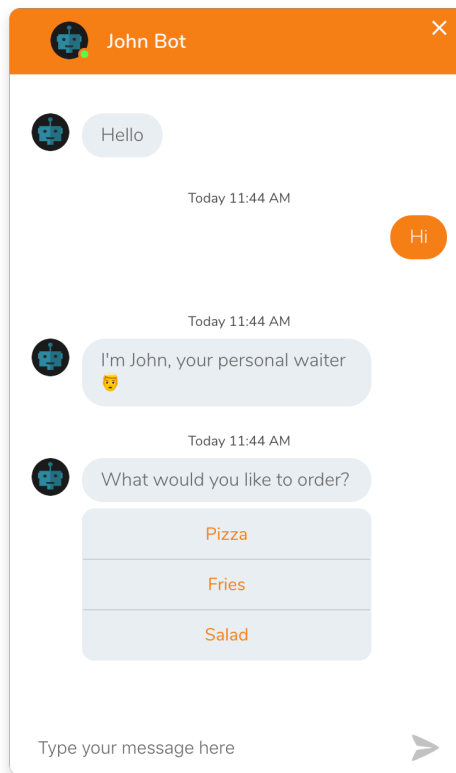 John Bot
Hello
Today 11:44 AM
Hi
Today 11:44 AM
I'm John, your personal waiter
👨
Today 11:44 AM
What would you like to order?
Pizza
Fries
Salad
Type your message here